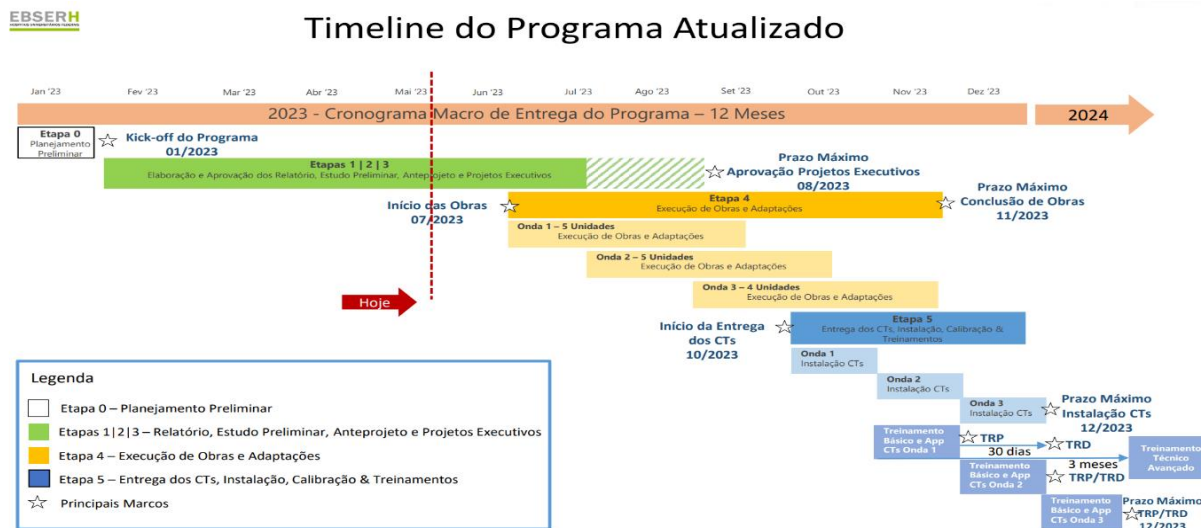 EBSERH
HOSPITAIS UNIVERSITÁRIOS FEDERAIS
Timeline do Programa Atualizado
Jan '23 Fev '23 Mar '23 Abr '23 Mai '23 Jun '23 Jul '23 Ago '23 Set '23 Out '23 Nov '23 Dez '23
2023 - Cronograma Macro de Entrega do Programa – 12 Meses
2024
Etapa 0
Planejamento
Preliminar
Kick-off do Programa
01/2023
Etapas 1 | 2 | 3
Elaboração e Aprovação dos Relatório, Estudo Preliminar, Anteprojeto e Projetos Executivos
Prazo Máximo
Aprovação Projetos Executivos
08/2023
Início das Obras
07/2023
Etapa 4
Execução de Obras e Adaptações
Prazo Máximo
Conclusão de Obras
11/2023
Onda 1 – 5 Unidades
Execução de Obras e Adaptações
Onda 2 – 5 Unidades
Execução de Obras e Adaptações
Onda 3 – 4 Unidades
Execução de Obras e Adaptações
Hoje
Início da Entrega
dos CTs
10/2023
Etapa 5
Entrega dos CTs, Instalação, Calibração &
Treinamentos
Onda 1
Instalação CTs
Onda 2
Instalação CTs
Onda 3
Instalação CTs
Prazo Máximo
Instalação CTs
12/2023
Treinamento
Básico e App
CTs Onda 1
TRP
30 dias
TRD
Treinamento
Técnico
Avançado
Treinamento
Básico e App
CTs Onda 2
3 meses
TRP/TRD
Treinamento
Básico e App
CTs Onda 3
Prazo Máximo
TRP/TRD
12/2023
Legenda
Etapa 0 – Planejamento Preliminar
Etapas 1|2|3 – Relatório, Estudo Preliminar, Anteprojeto e Projetos Executivos
Etapa 4 – Execução de Obras e Adaptações
Etapa 5 – Entrega dos CTs, Instalação, Calibração & Treinamentos
Principais Marcos